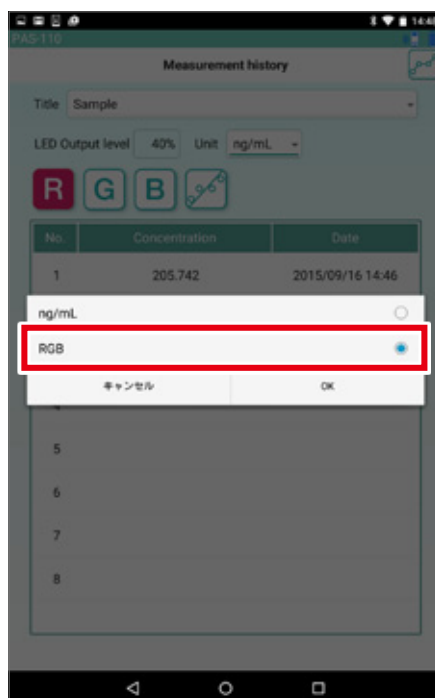 14:46
PAS-110
Measurement history
Title Sample
LED Output level 40% Unit ng/mL
R G B
No. Concentration Date
1 205.742 2015/09/16 14:46
ng/mL
RGB
キャンセル OK
4
5
6
7
8